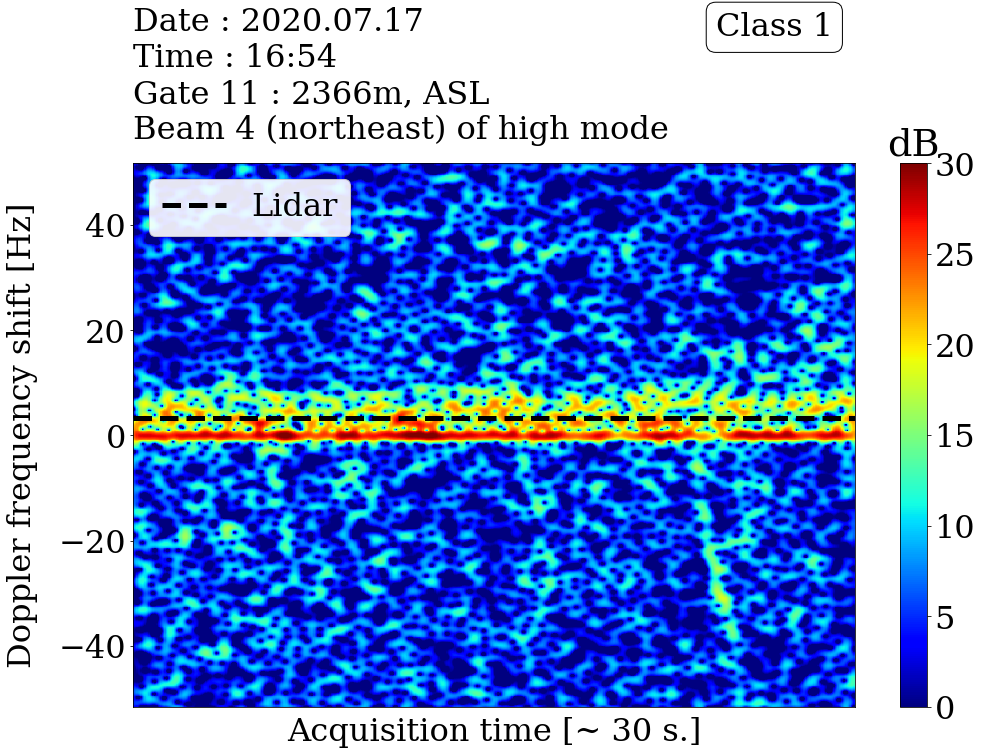 Date : 2020.07.17
Time : 16:54
Gate 11 : 2366m, ASL
Beam 4 (northeast) of high mode
Class 1
dB
Lidar
Doppler frequency shift [Hz]
40
20
0
−20
−40
Acquisition time [~ 30 s.]
30
25
20
15
10
5
0